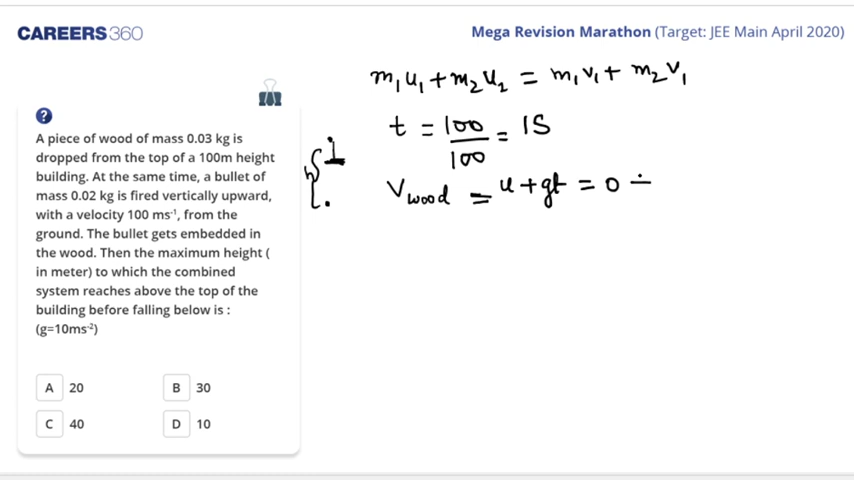 CAREERS360
Mega Revision Marathon (Target: JEE Main April 2020)
?
A piece of wood of mass 0.03 kg is
dropped from the top of a 100m height
building. At the same time, a bullet of
mass 0.02 kg is fired vertically upward,
with a velocity 100 ms⁻¹, from the
ground. The bullet gets embedded in
the wood. Then the maximum height (
in meter) to which the combined
system reaches above the top of the
building before falling below is :
(g=10ms⁻²)
A 20
B 30
C 40
D 10
m₁u₁ + m₂u₂ = m₁v₁ + m₂v₁
t = 100/100 = 1S
V wood = u + gt = 0